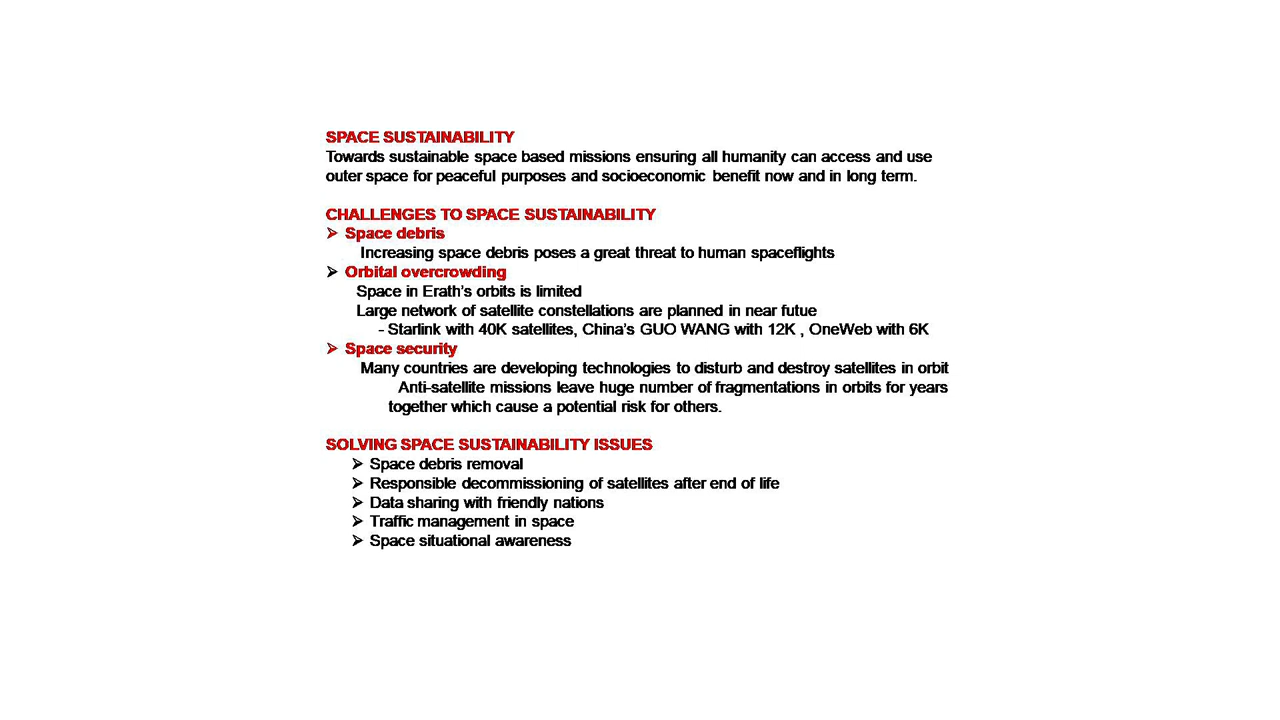 SPACE SUSTAINABILITY
Towards sustainable space based missions ensuring all humanity can access and use
outer space for peaceful purposes and socioeconomic benefit now and in long term.
CHALLENGES TO SPACE SUSTAINABILITY
➢ Space debris
Increasing space debris poses a great threat to human spaceflights
➢ Orbital overcrowding
Space in Erath's orbits is limited
Large network of satellite constellations are planned in near futue
- Starlink with 40K satellites, China's GUO WANG with 12K , OneWeb with 6K
➢ Space security
Many countries are developing technologies to disturb and destroy satellites in orbit
Anti-satellite missions leave huge number of fragmentations in orbits for years
together which cause a potential risk for others.
SOLVING SPACE SUSTAINABILITY ISSUES
➢ Space debris removal
➢ Responsible decommissioning of satellites after end of life
➢ Data sharing with friendly nations
➢ Traffic management in space
➢ Space situational awareness